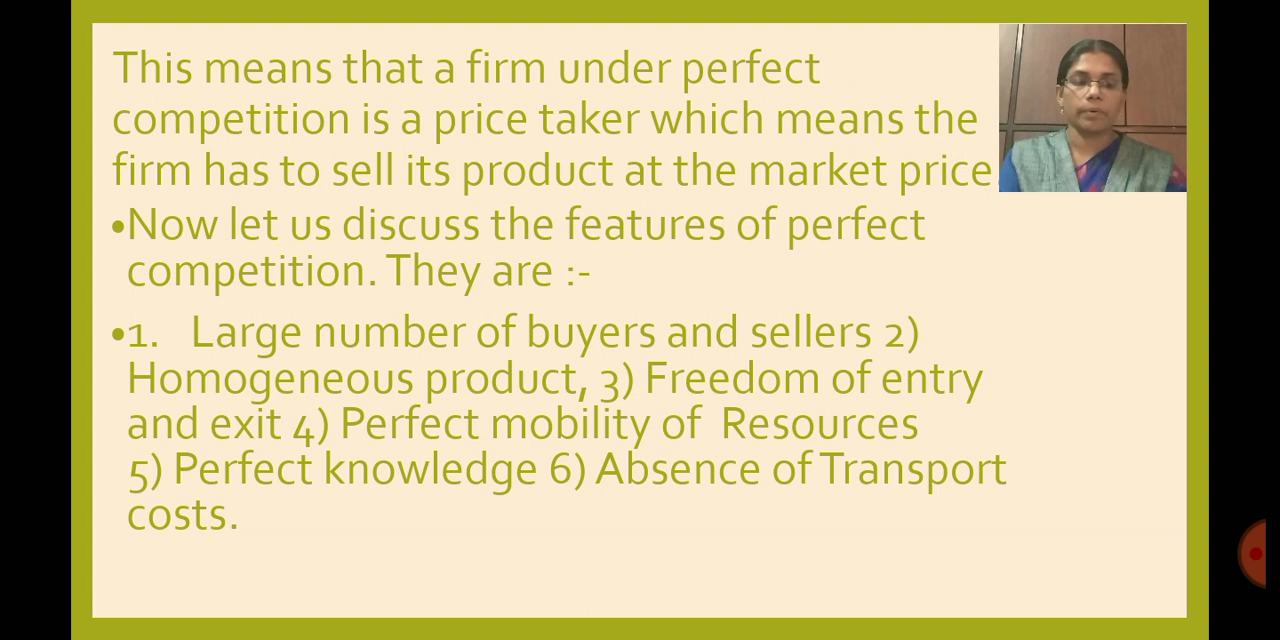 This means that a firm under perfect
competition is a price taker which means the
firm has to sell its product at the market price
•Now let us discuss the features of perfect
competition. They are :-
•1.   Large number of buyers and sellers 2)
Homogeneous product, 3) Freedom of entry
and exit 4) Perfect mobility of  Resources
5) Perfect knowledge 6) Absence of Transport
costs.